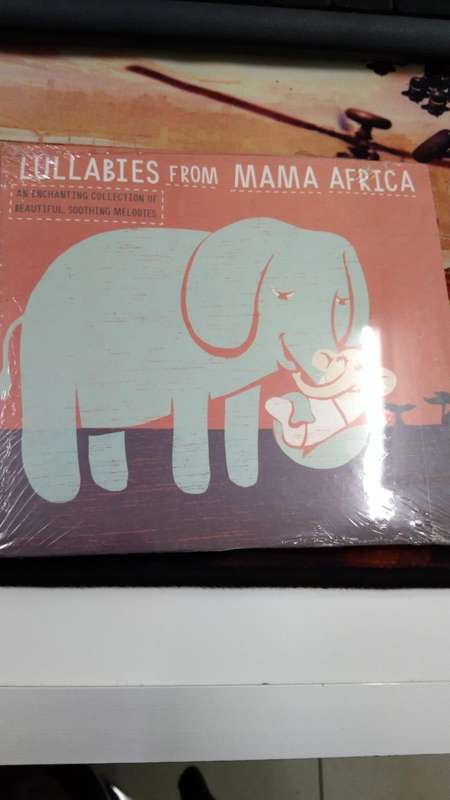 LULLABIES FROM MAMA AFRICA
AN ENCHANTING COLLECTION OF
BEAUTIFUL, SOOTHING MELODIES